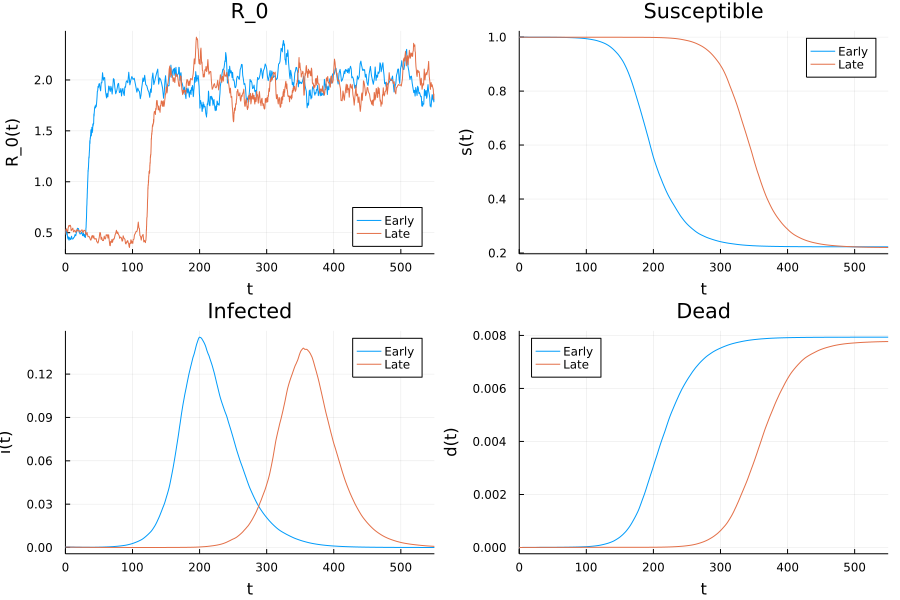 R_0
R_0(t)
2.0
1.5
1.0
0.5
0 100 200 300 400 500
t
Early
Late
Susceptible
s(t)
1.0
0.8
0.6
0.4
0.2
0 100 200 300 400 500
t
Early
Late
Infected
0.12
0.09
0.06
0.03
0.00
0 100 200 300 400 500
t
Early
Late
Dead
d(t)
0.008
0.006
0.004
0.002
0.000
0 100 200 300 400 500
t
Early
Late